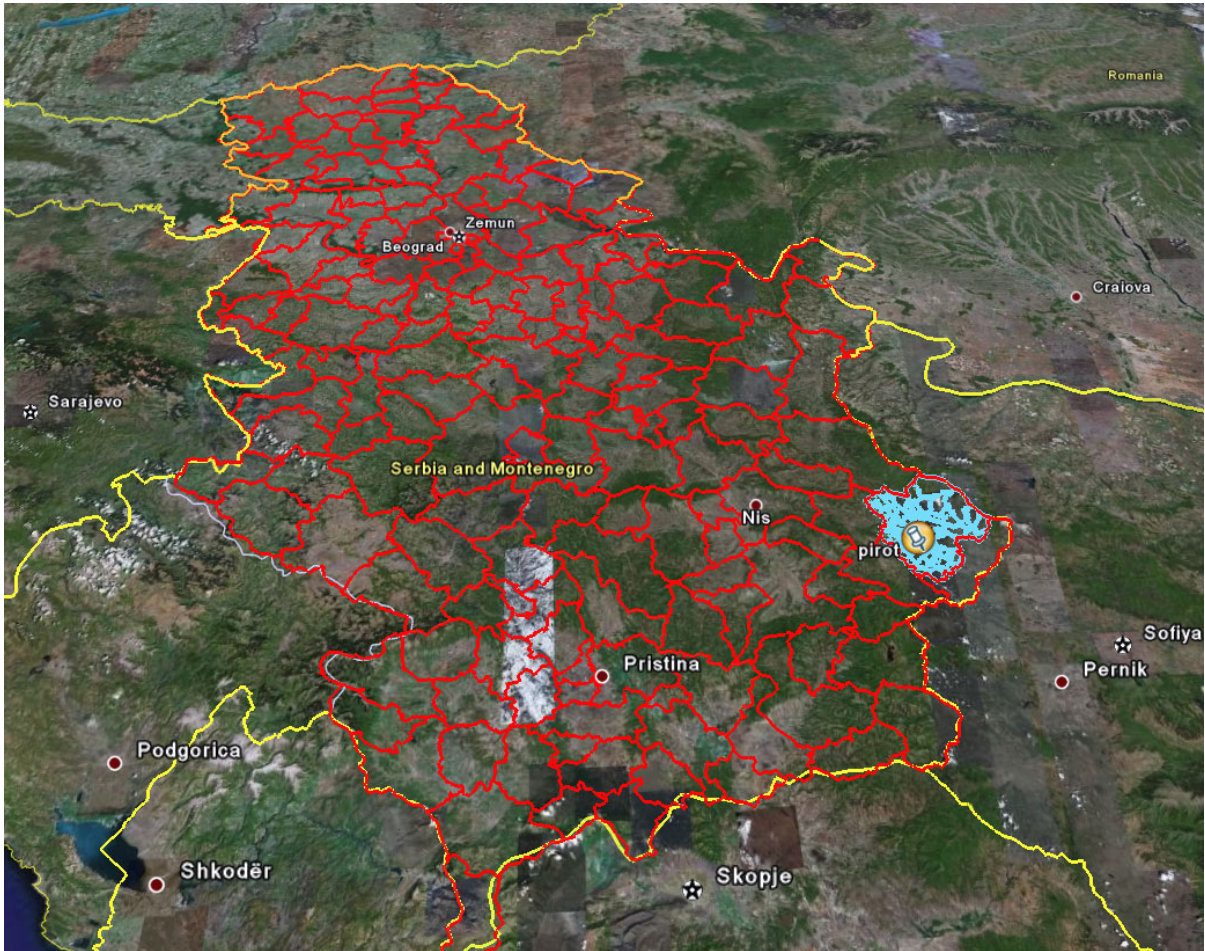 Romania
Zemun
Beograd
Craiova
Sarajevo
Serbia and Montenegro
Nis
pirot
Sofiya
Pristina
Pernik
Podgorica
Shkodër
Skopje